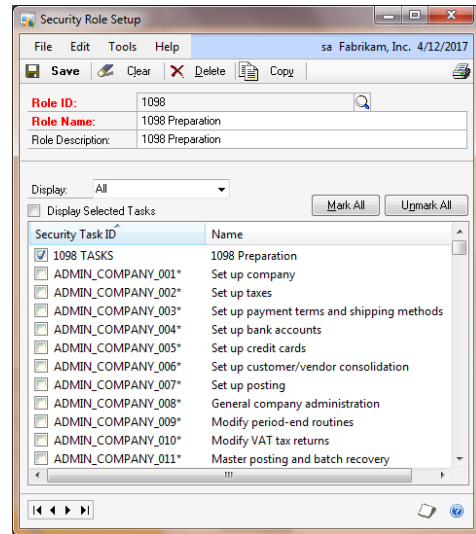 Security Role Setup
File Edit Tools Help sa Fabrikam, Inc. 4/12/2017
Save Clear Delete Copy
Role ID: 1098
Role Name: 1098 Preparation
Role Description: 1098 Preparation
Display: All
Display Selected Tasks Mark All Unmark All
Security Task ID Name
1098 TASKS 1098 Preparation
ADMIN_COMPANY_001* Set up company
ADMIN_COMPANY_002* Set up taxes
ADMIN_COMPANY_003* Set up payment terms and shipping methods
ADMIN_COMPANY_004* Set up bank accounts
ADMIN_COMPANY_005* Set up credit cards
ADMIN_COMPANY_006* Set up customer/vendor consolidation
ADMIN_COMPANY_007* Set up posting
ADMIN_COMPANY_008* General company administration
ADMIN_COMPANY_009* Modify period-end routines
ADMIN_COMPANY_010* Modify VAT tax returns
ADMIN_COMPANY_011* Master posting and batch recovery